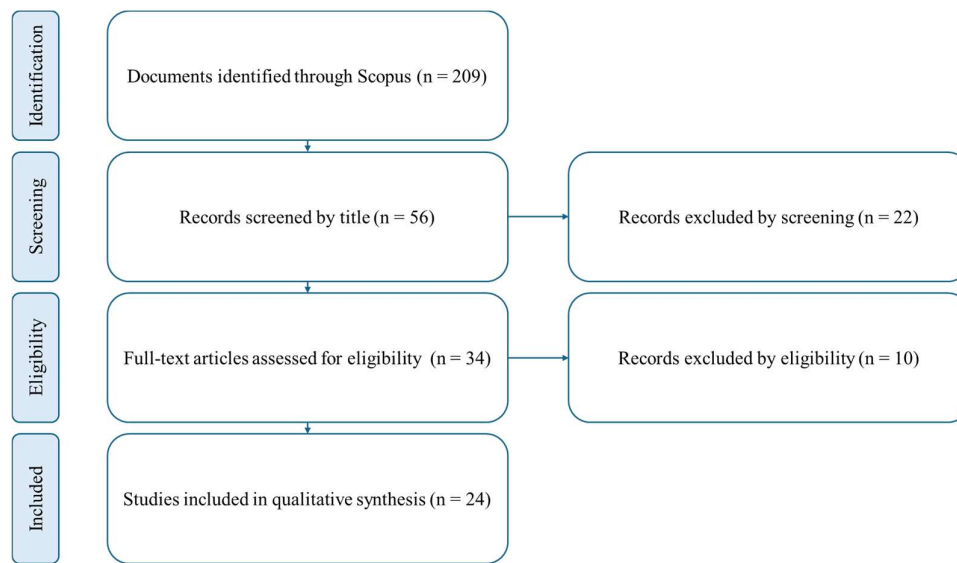 Identification
Documents identified through Scopus (n = 209)
Screening
Records screened by title (n = 56)
Records excluded by screening (n = 22)
Eligibility
Full-text articles assessed for eligibility (n = 34)
Records excluded by eligibility (n = 10)
Included
Studies included in qualitative synthesis (n = 24)